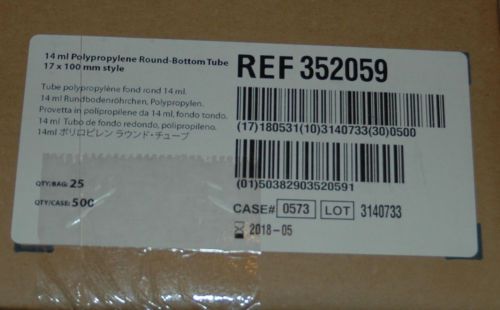 14 ml Polypropylene Round-Bottom Tube
17 x 100 mm style
REF 352059
Tube polypropylène fond rond 14 ml.
14 ml Rundbodenröhrchen, Polypropylen.
Provetta in polipropilene da 14 ml, fondo tondo.
14 ml Tubo de fondo redondo, polipropileno.
14ml ポリロピレン ラウンド・チューブ
(17)180531(10)3140733(30)0500
QTY/BAG: 25
QTY/CASE: 500
(01)50382903520591
CASE# 0573 LOT 3140733
2018-05